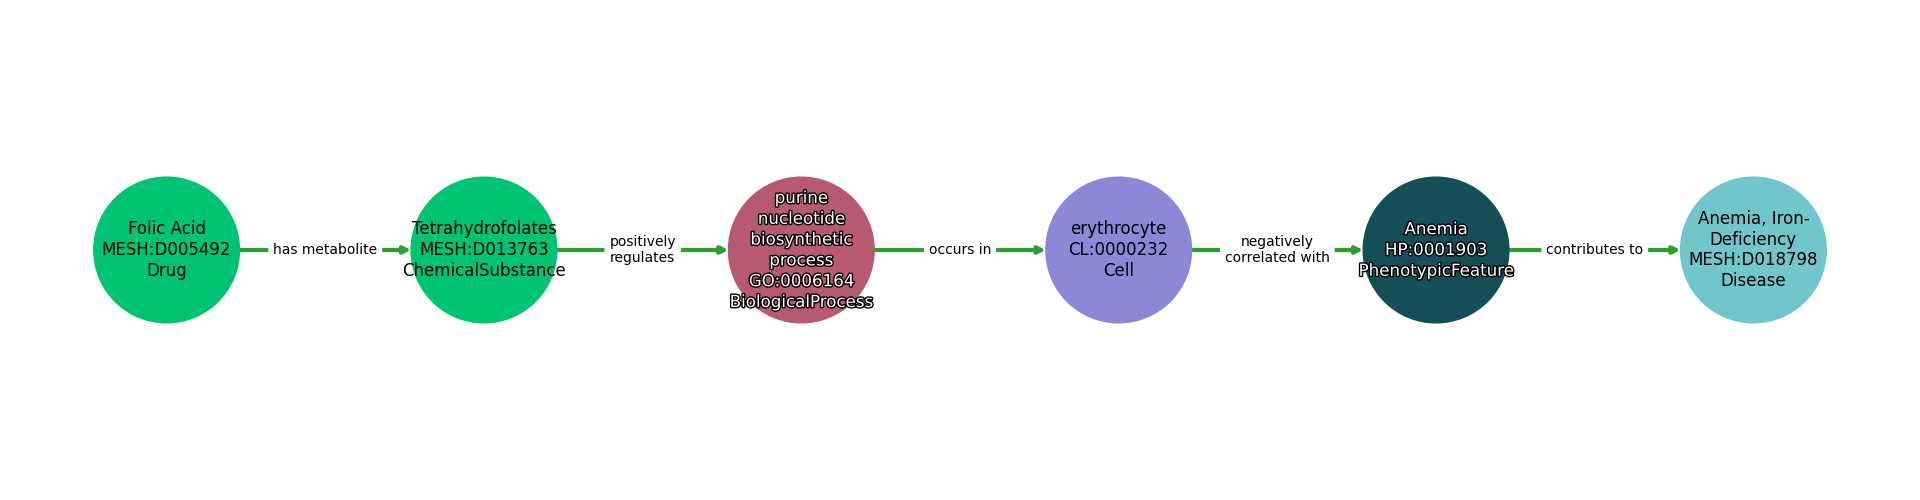 Folic Acid
MESH:D005492
Drug
has metabolite
Tetrahydrofolates
MESH:D013763
ChemicalSubstance
positively
regulates
purine
nucleotide
biosynthetic
process
GO:0006164
BiologicalProcess
occurs in
erythrocyte
CL:0000232
Cell
negatively
correlated with
Anemia
HP:0001903
PhenotypicFeature
contributes to
Anemia, Iron-
Deficiency
MESH:D018798
Disease